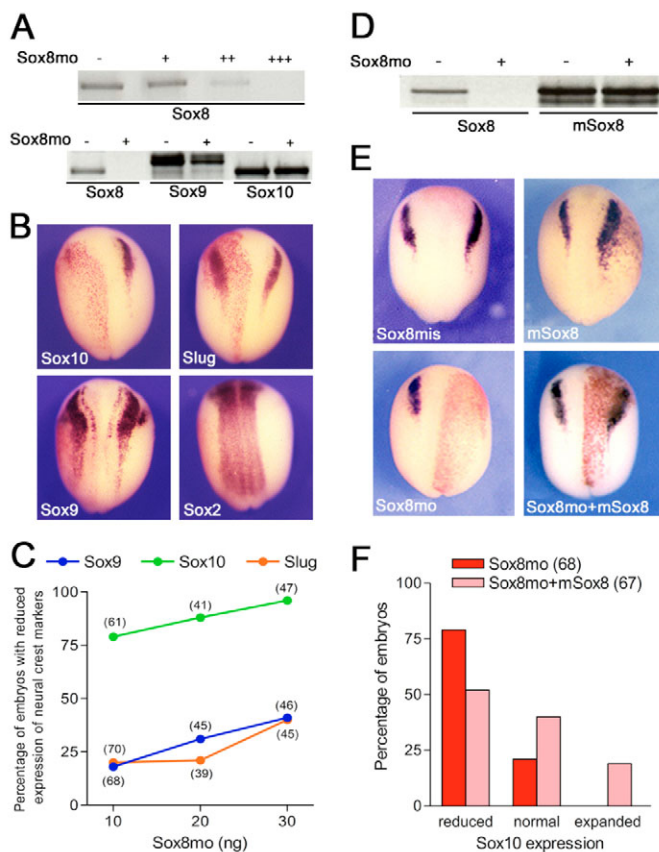 A
Sox8mo - + ++ +++
Sox8
Sox8mo - + - + - +
Sox8 Sox9 Sox10
B
Sox10 Slug
Sox9 Sox2
C
Sox9 Sox10 Slug
Percentage of embryos with reduced
expression of neural crest markers
100
75
50
25
0
(61) (41) (47)
(70) (45) (46)
(68) (39) (45)
10 20 30
Sox8mo (ng)
D
Sox8mo - + - +
Sox8 mSox8
E
Sox8mis mSox8
Sox8mo Sox8mo+mSox8
F
Sox8mo (68)
Sox8mo+mSox8 (67)
Percentage of embryos
100
75
50
25
0
reduced normal expanded
Sox10 expression